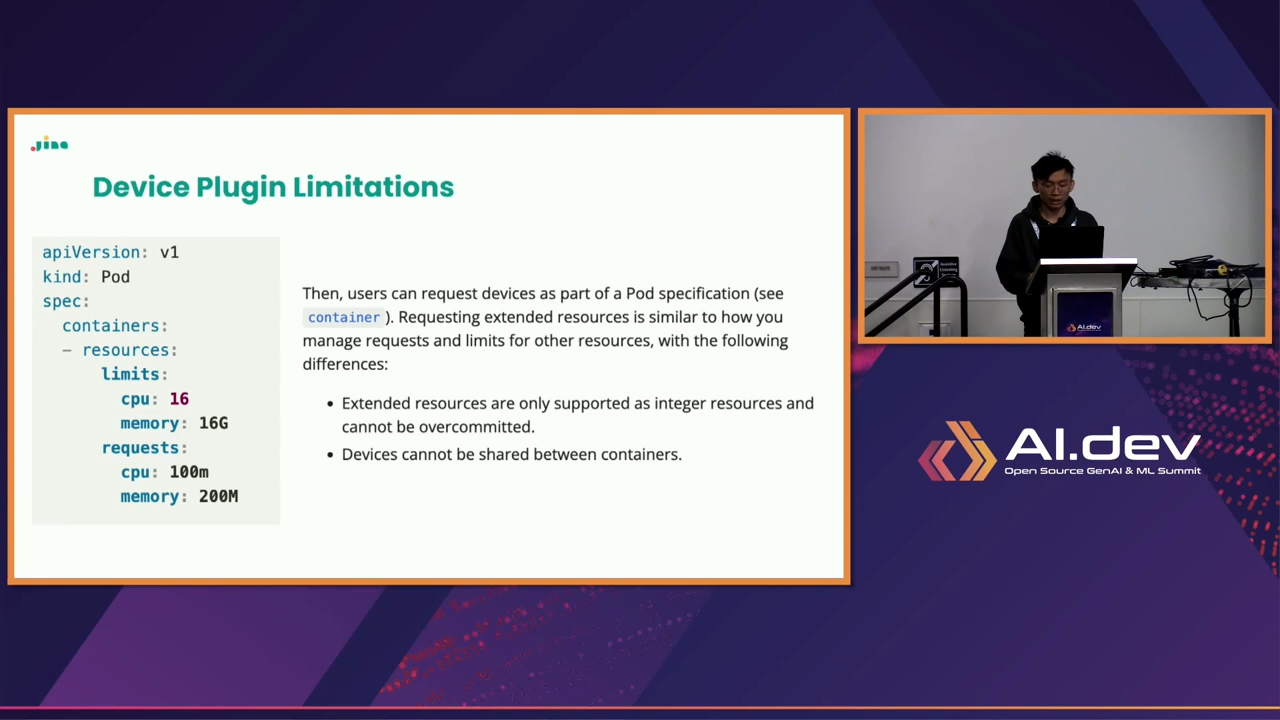 Jina
Device Plugin Limitations
apiVersion: v1
kind: Pod
spec:
containers:
– resources:
limits:
cpu: 16
memory: 16G
requests:
cpu: 100m
memory: 200M
Then, users can request devices as part of a Pod specification (see
container ). Requesting extended resources is similar to how you
manage requests and limits for other resources, with the following
differences:
• Extended resources are only supported as integer resources and
cannot be overcommitted.
• Devices cannot be shared between containers.
AI.dev
AI.dev
Open Source GenAI & ML Summit